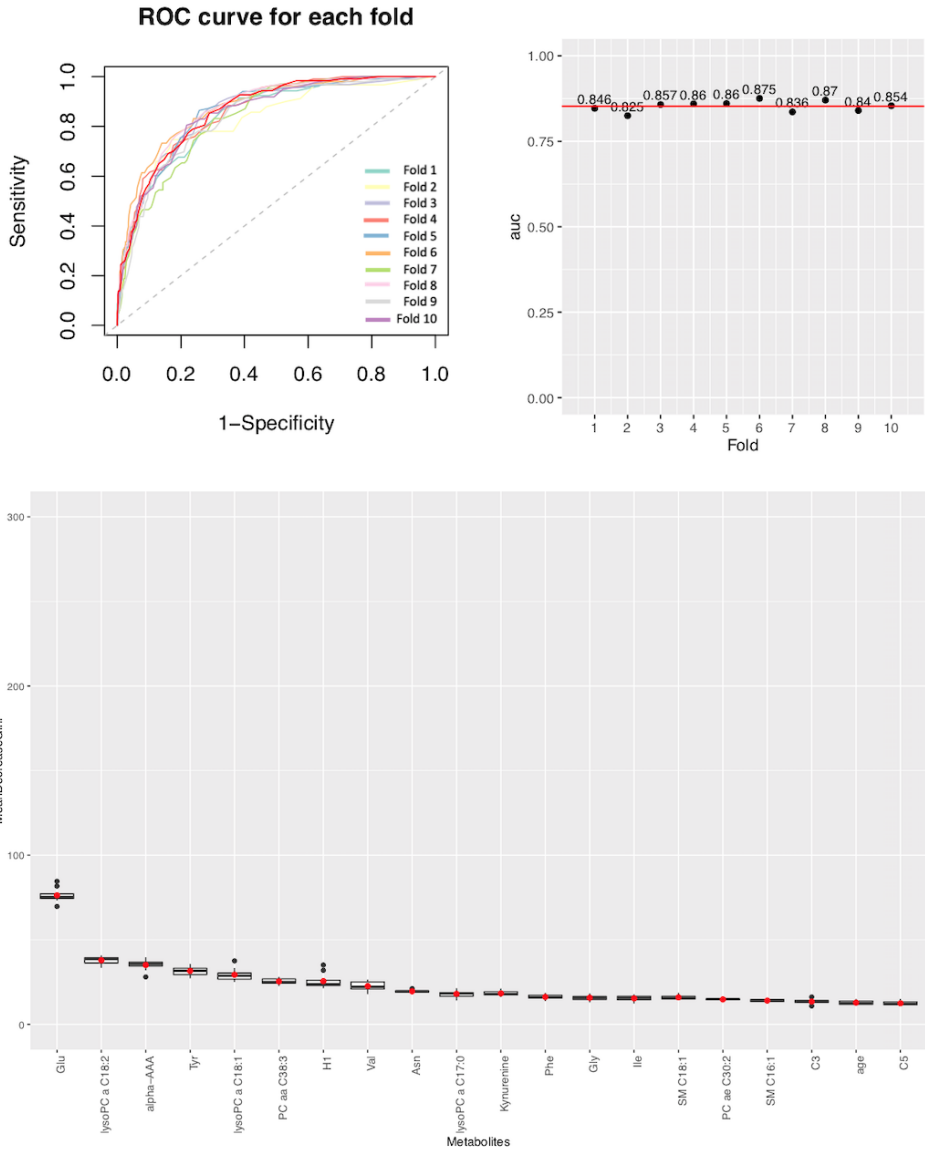 ROC curve for each fold
Sensitivity
1.0
0.8
0.6
0.4
0.2
0.0
Fold 1
Fold 2
Fold 3
Fold 4
Fold 5
Fold 6
Fold 7
Fold 8
Fold 9
Fold 10
0.0 0.2 0.4 0.6 0.8 1.0
1−Specificity
auc
1.00
0.75
0.50
0.25
0.00
0.846 0.825 0.857 0.86 0.86 0.875 0.836 0.87 0.84 0.854
1 2 3 4 5 6 7 8 9 10
Fold
300
200
100
0
Glu
lysoPC a C18:2
alpha−AAA
Tyr
lysoPC a C18:1
PC aa C38:3
H1
Val
Asn
lysoPC a C17:0
Kynurenine
Phe
Gly
Ile
SM C18:1
PC ae C30:2
SM C16:1
C3
age
C5
Metabolites